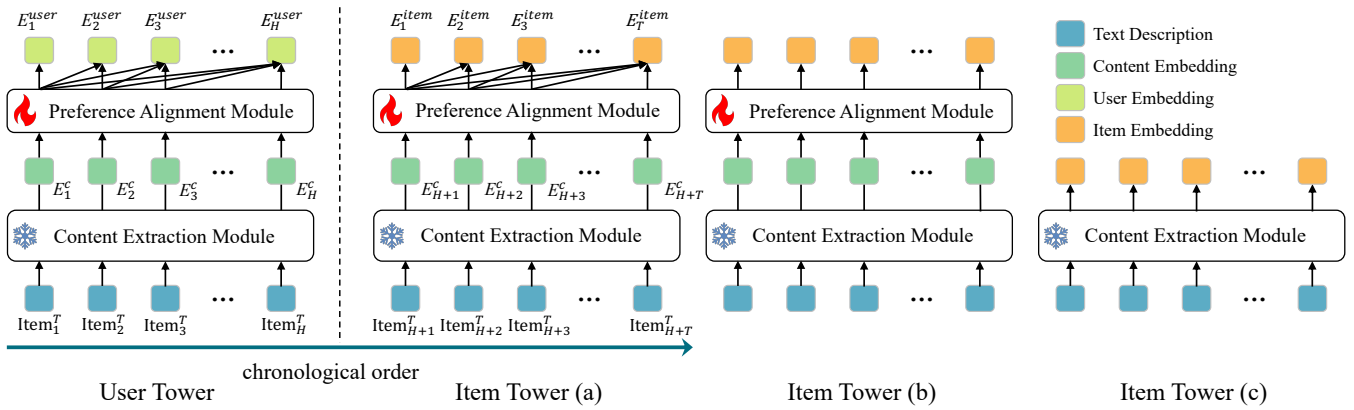 E_1^{user} E_2^{user} E_3^{user} E_H^{user}
... 
Preference Alignment Module
E_1^c E_2^c E_3^c ... E_H^c
Content Extraction Module
...
Item_1^T Item_2^T Item_3^T Item_H^T
User Tower
E_1^{item} E_2^{item} E_3^{item} E_T^{item}
...
Preference Alignment Module
E_{H+1}^c E_{H+2}^c E_{H+3}^c ... E_{H+T}^c
Content Extraction Module
...
Item_{H+1}^T Item_{H+2}^T Item_{H+3}^T Item_{H+T}^T
chronological order
Item Tower (a)
...
Preference Alignment Module
...
Content Extraction Module
...
Item Tower (b)
Text Description
Content Embedding
User Embedding
Item Embedding
...
Content Extraction Module
...
Item Tower (c)